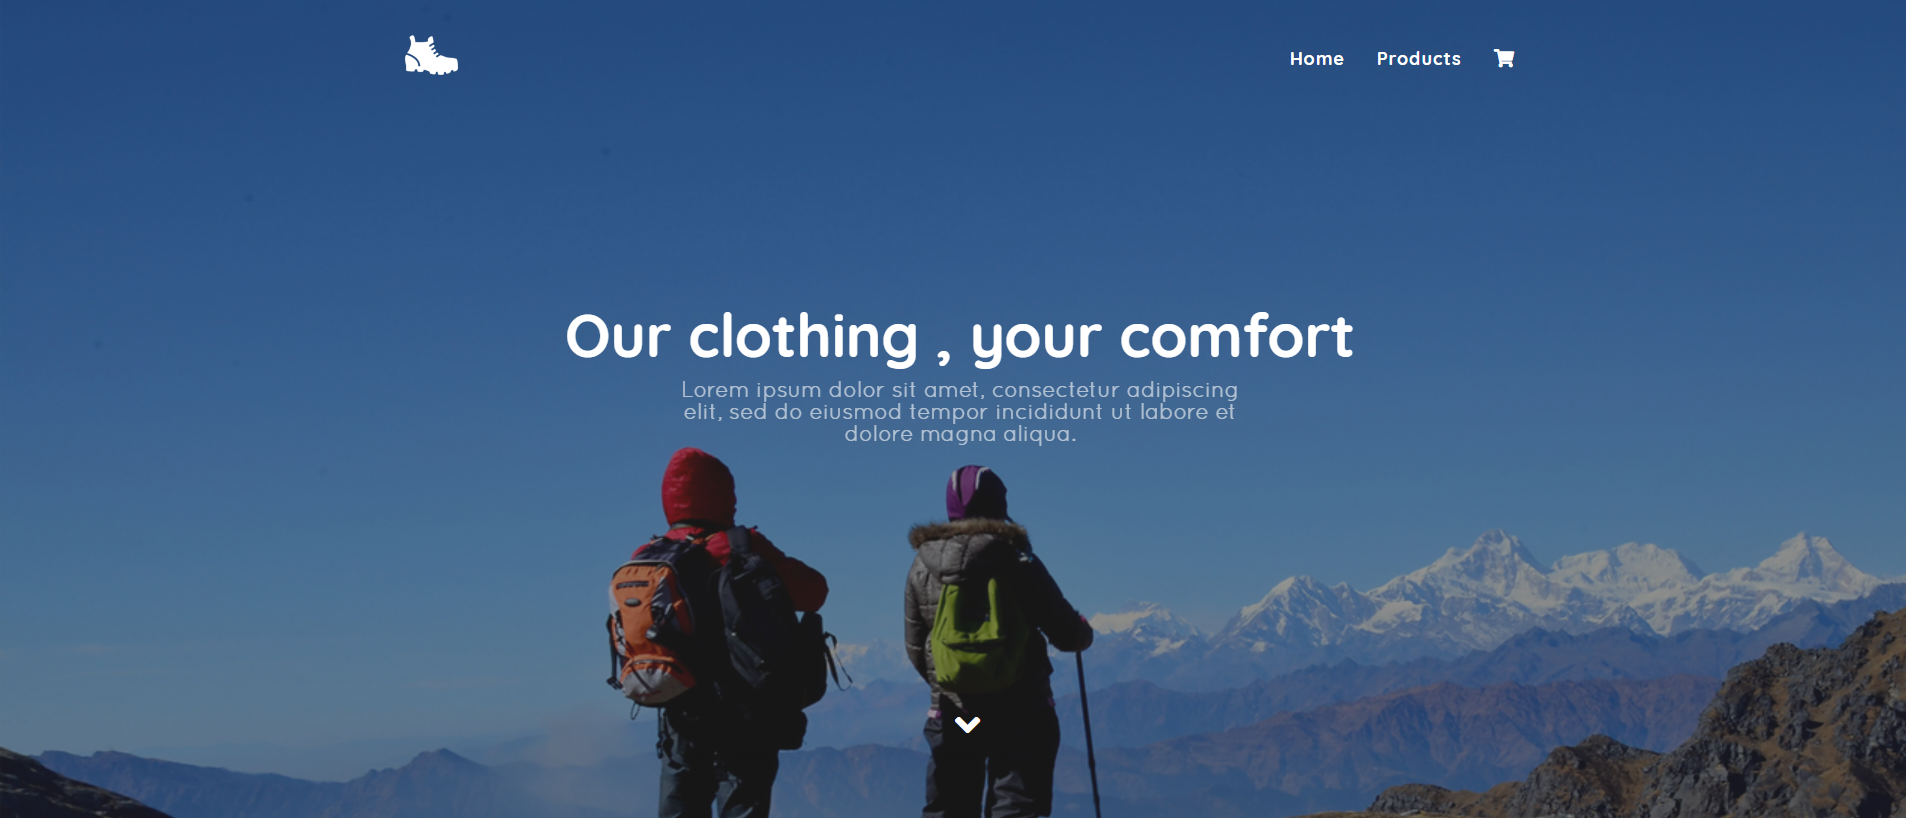 Home Products
Our clothing , your comfort
Lorem ipsum dolor sit amet, consectetur adipiscing
elit, sed do eiusmod tempor incididunt ut labore et
dolore magna aliqua.